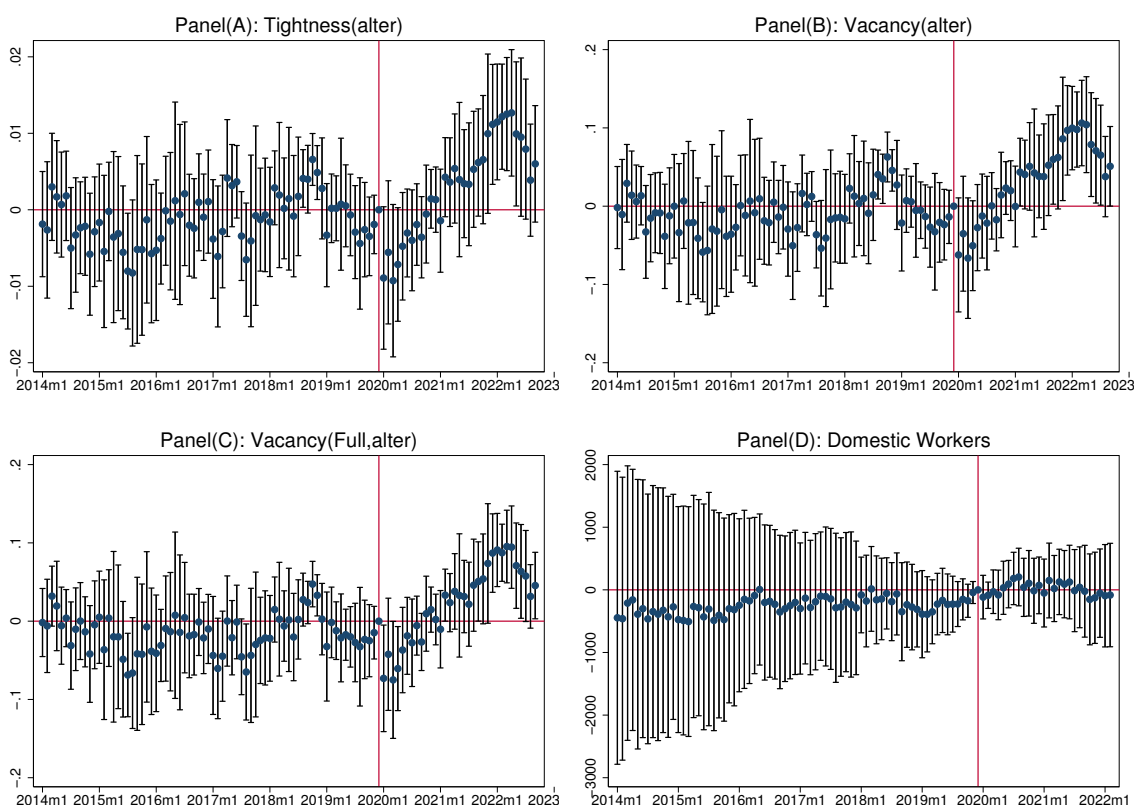 Panel(A): Tightness(alter)
.02
.01
0
-.01
-.02
2014m1 2015m1 2016m1 2017m1 2018m1 2019m1 2020m1 2021m1 2022m1 2023
Panel(B): Vacancy(alter)
.2
.1
0
-.1
-.2
2014m1 2015m1 2016m1 2017m1 2018m1 2019m1 2020m1 2021m1 2022m1 2023
Panel(C): Vacancy(Full,alter)
.2
.1
0
-.1
-.2
2014m1 2015m1 2016m1 2017m1 2018m1 2019m1 2020m1 2021m1 2022m1 2023
Panel(D): Domestic Workers
2000
1000
0
-1000
-2000
-3000
2014m1 2015m1 2016m1 2017m1 2018m1 2019m1 2020m1 2021m1 2022m1